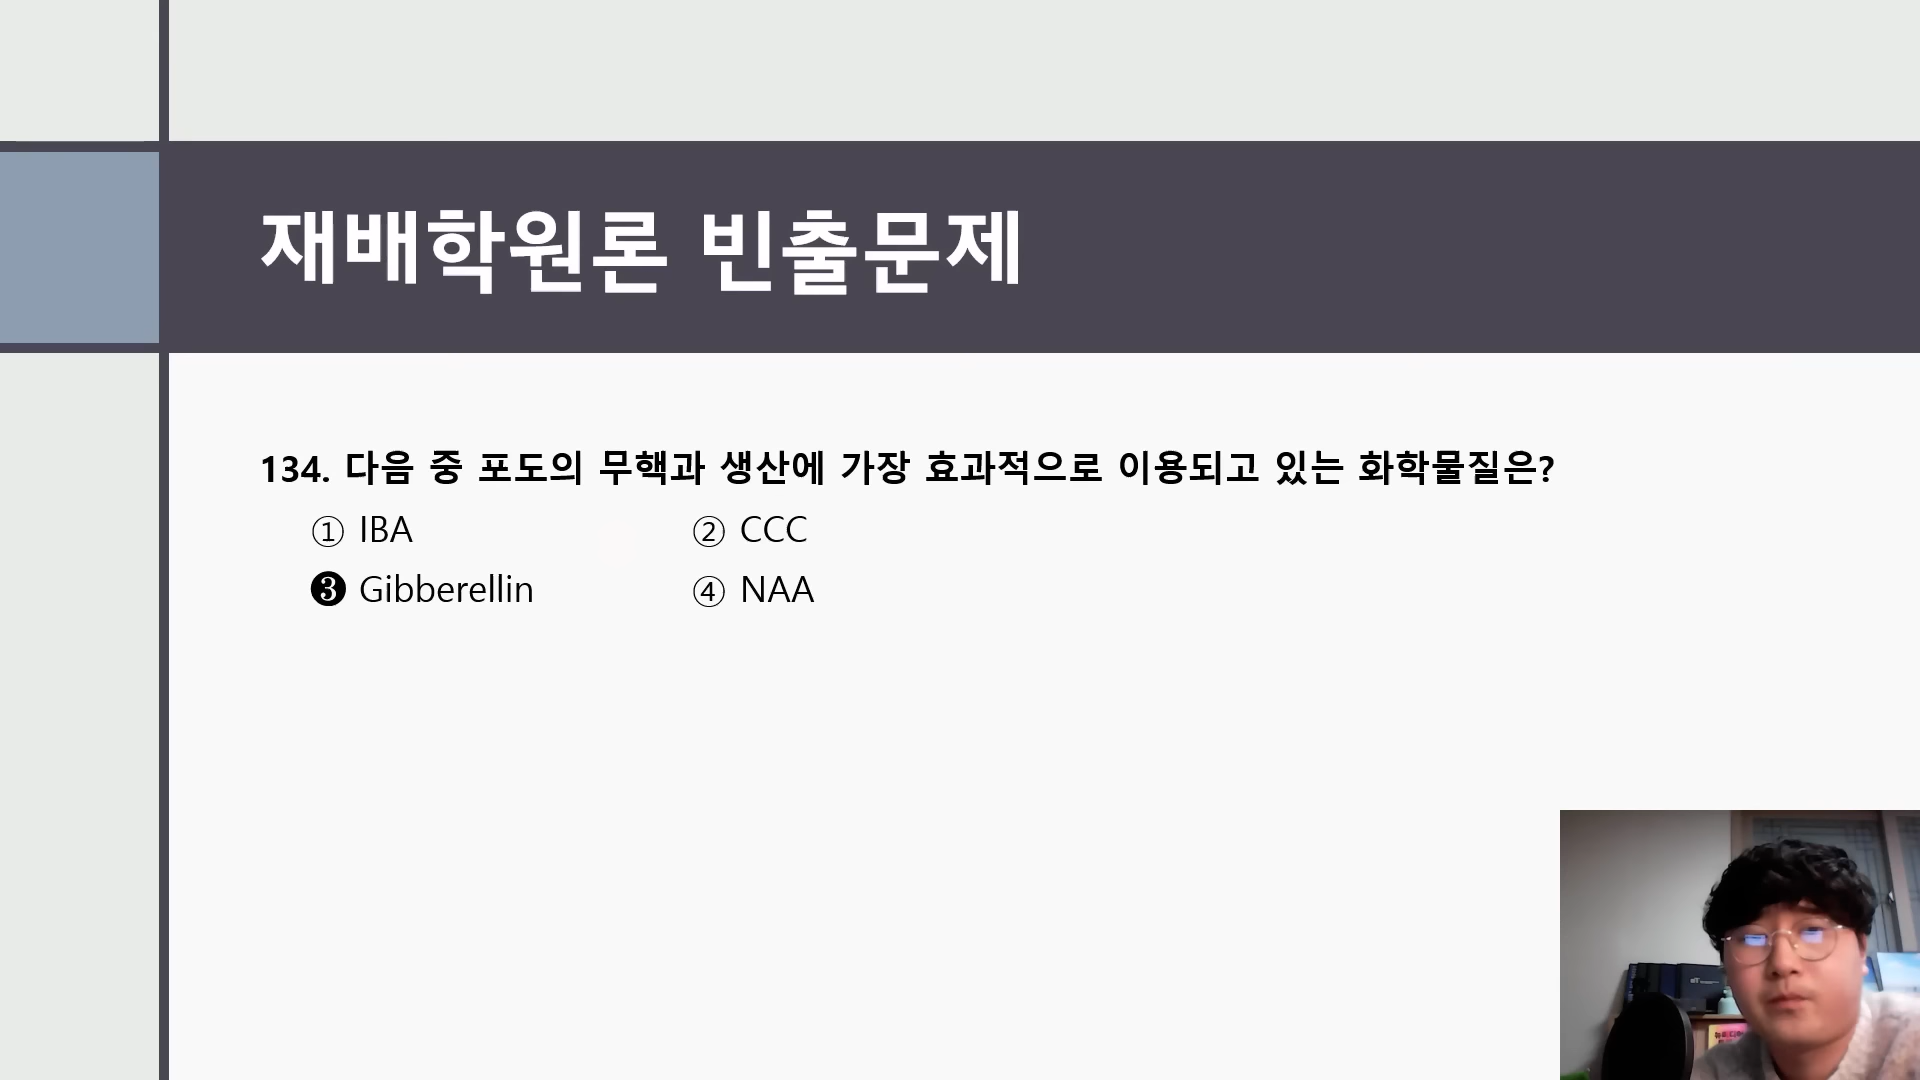 재배학원론 빈출문제
134. 다음 중 포도의 무핵과 생산에 가장 효과적으로 이용되고 있는 화학물질은?
① IBA ② CCC
❸ Gibberellin ④ NAA